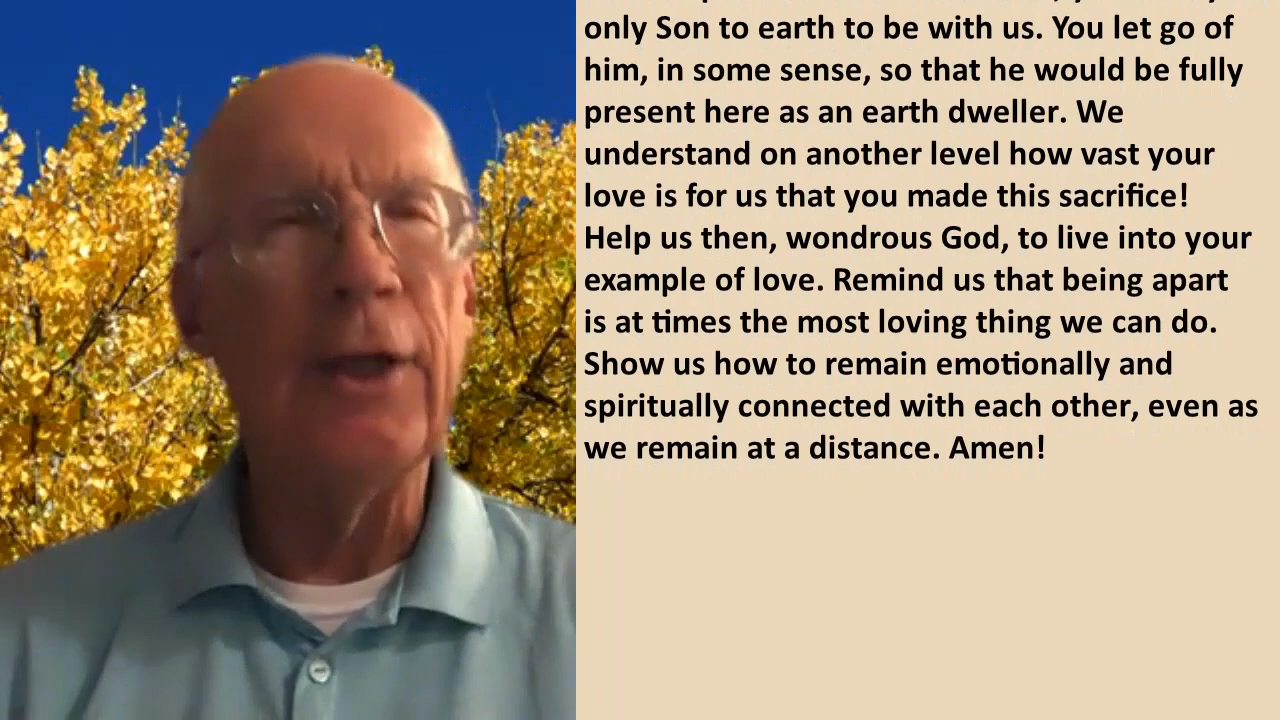 only Son to earth to be with us. You let go of
him, in some sense, so that he would be fully
present here as an earth dweller. We
understand on another level how vast your
love is for us that you made this sacrifice!
Help us then, wondrous God, to live into your
example of love. Remind us that being apart
is at times the most loving thing we can do.
Show us how to remain emotionally and
spiritually connected with each other, even as
we remain at a distance. Amen!